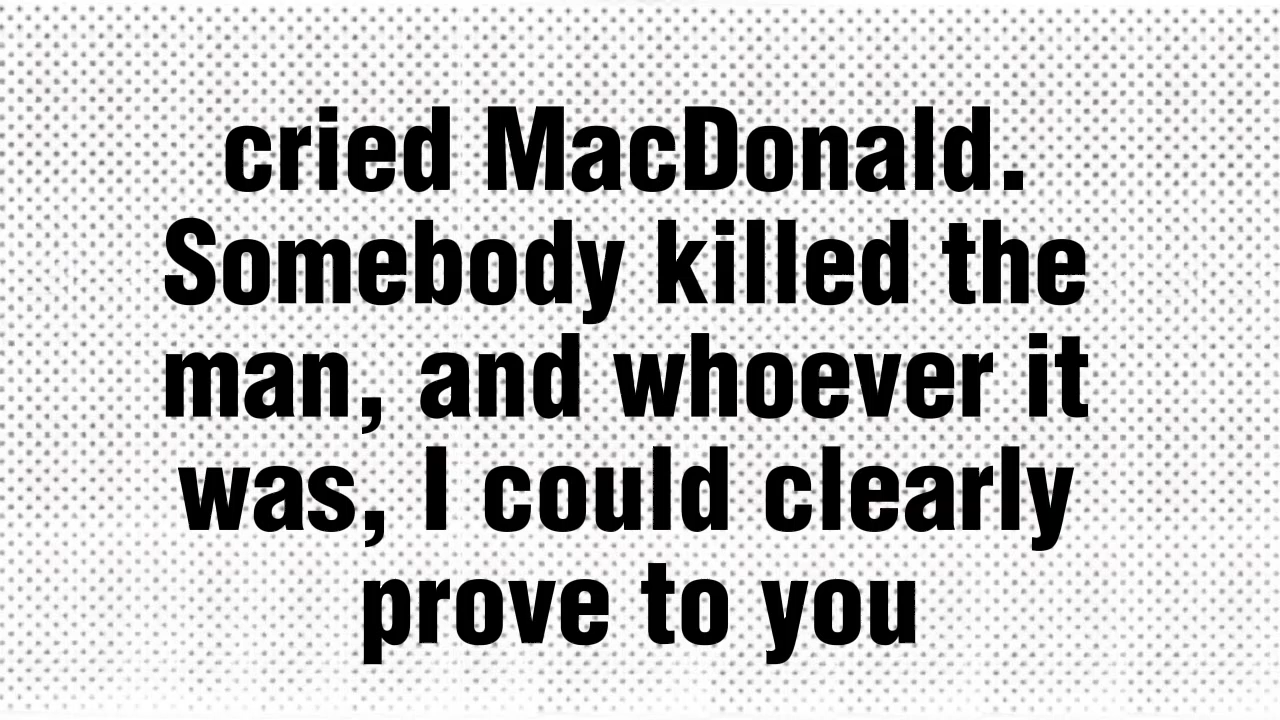 cried MacDonald.
Somebody killed the
man, and whoever it
was, I could clearly
prove to you